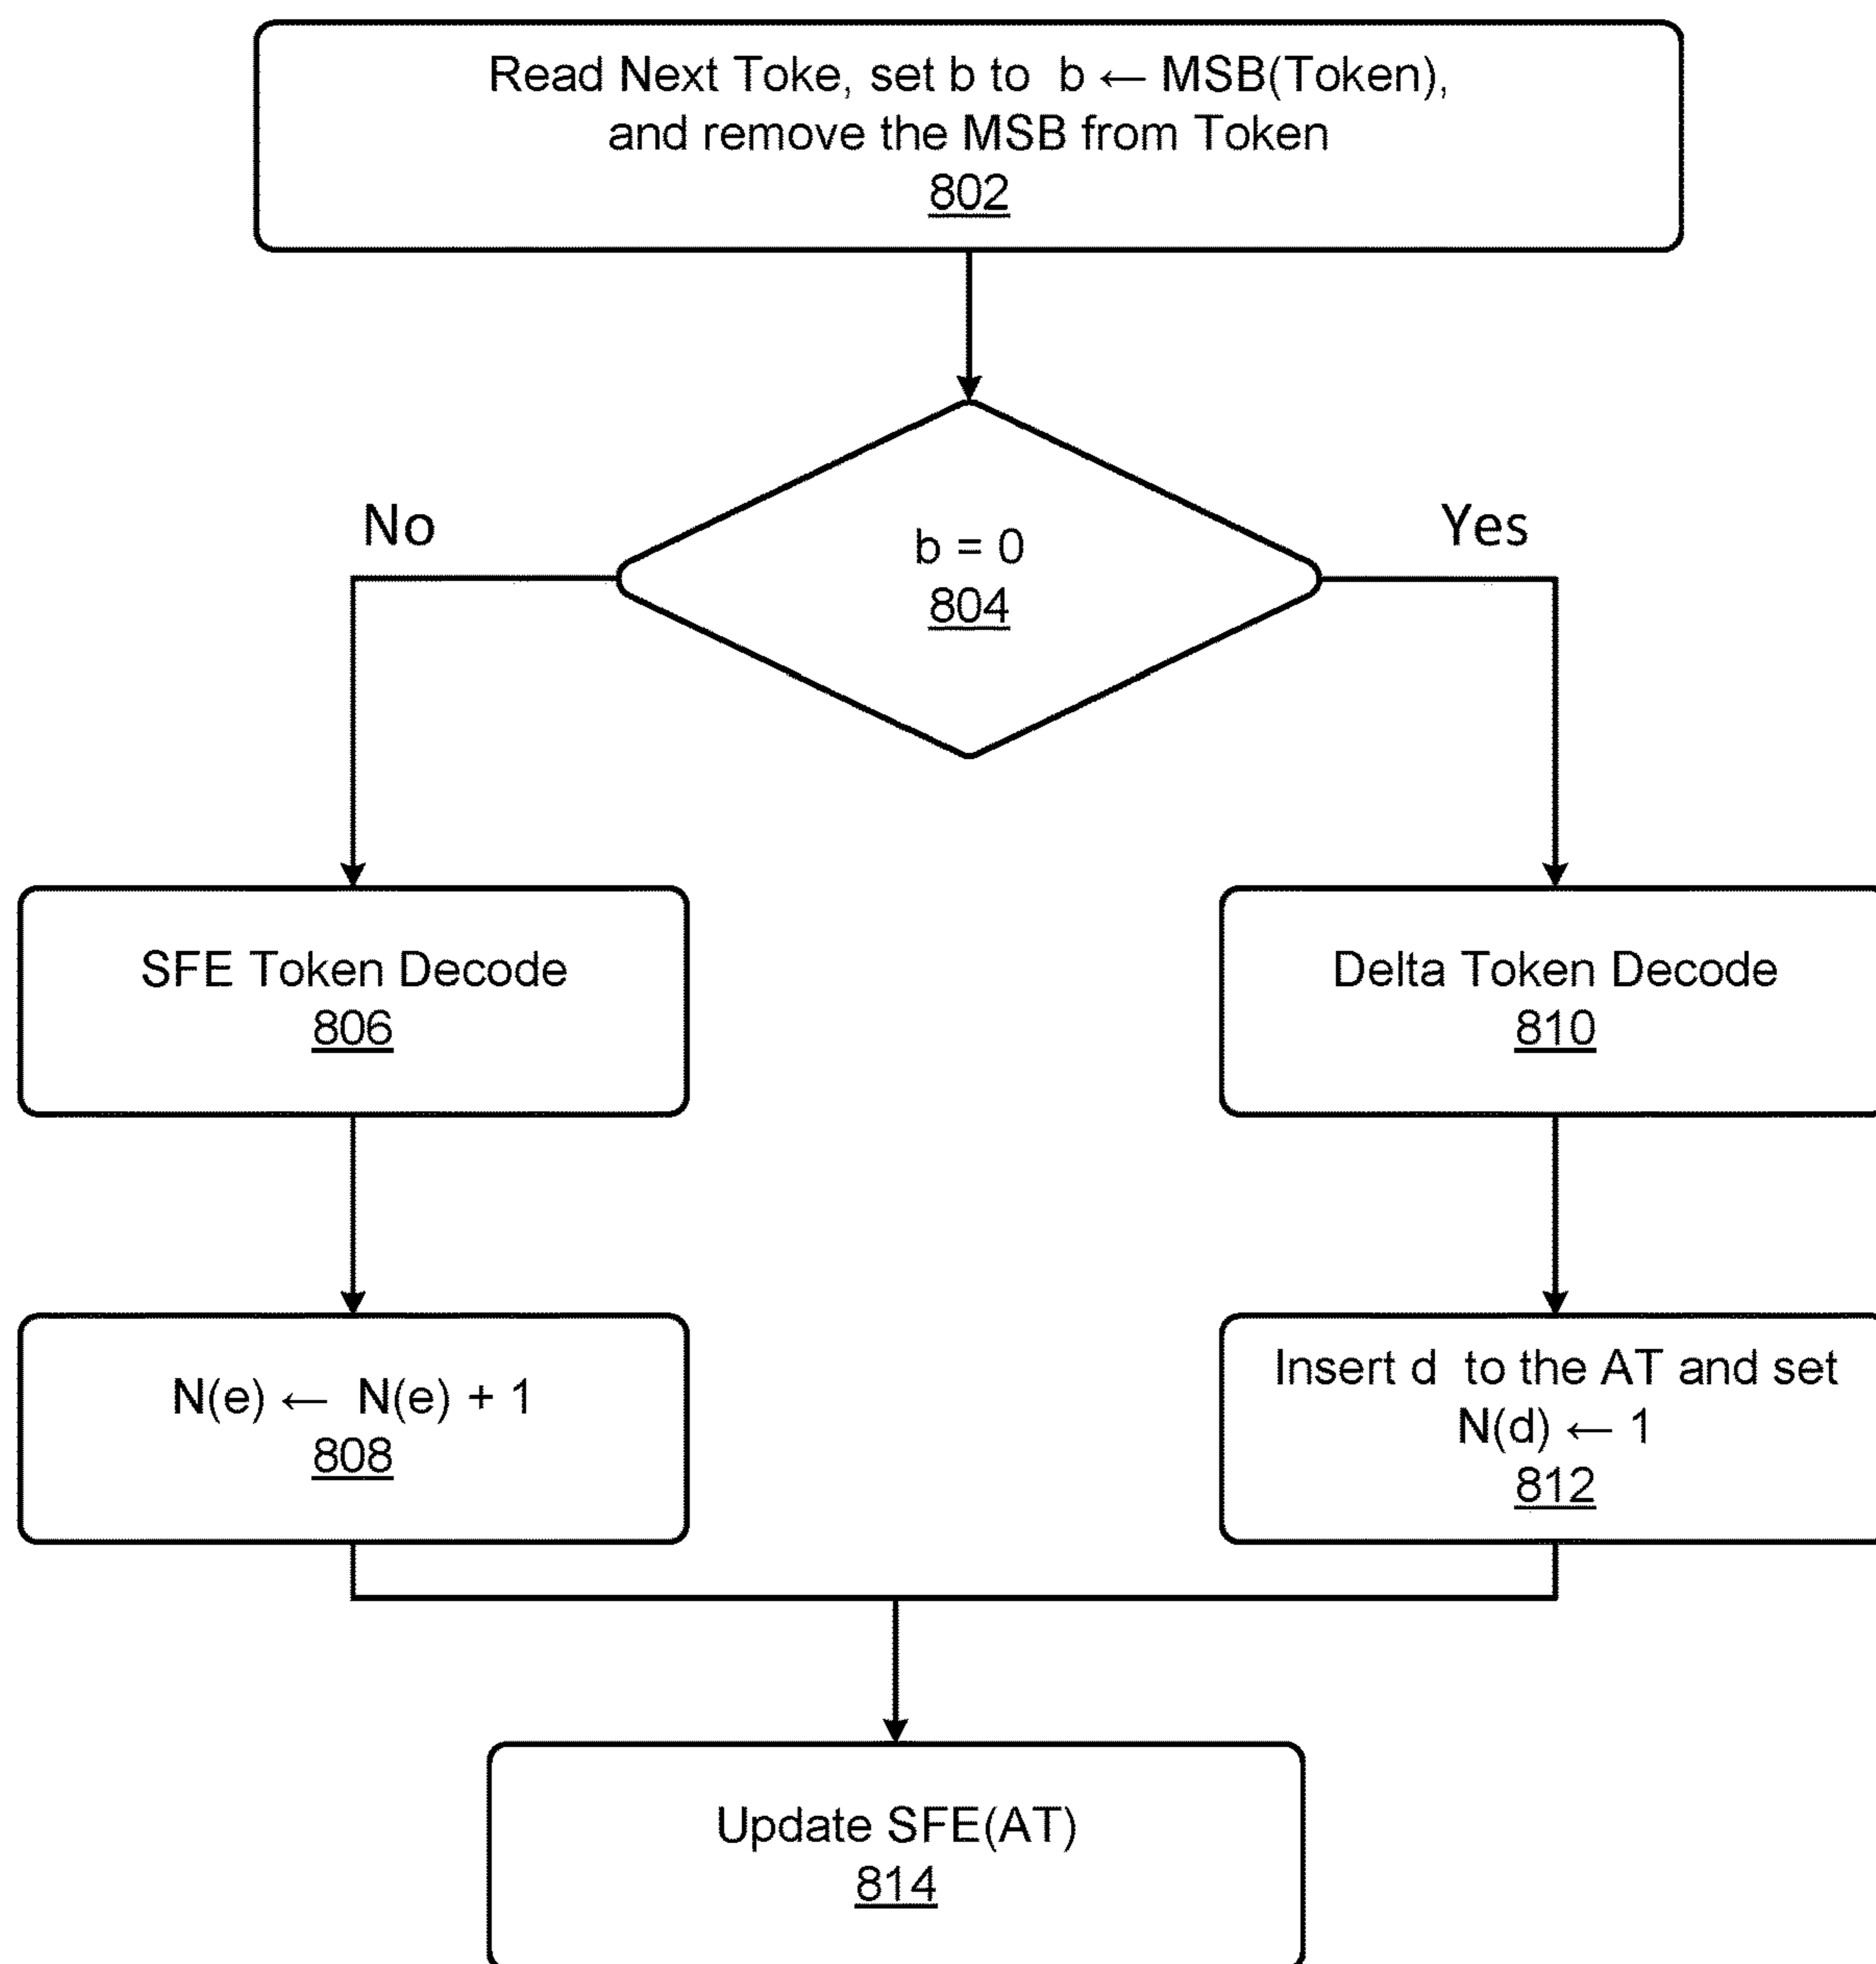 Read Next Toke, set b to b ← MSB(Token),
and remove the MSB from Token
802
No
Yes
b = 0
804
SFE Token Decode
806
Delta Token Decode
810
N(e) ← N(e) + 1
808
Insert d to the AT and set
N(d) ← 1
812
Update SFE(AT)
814